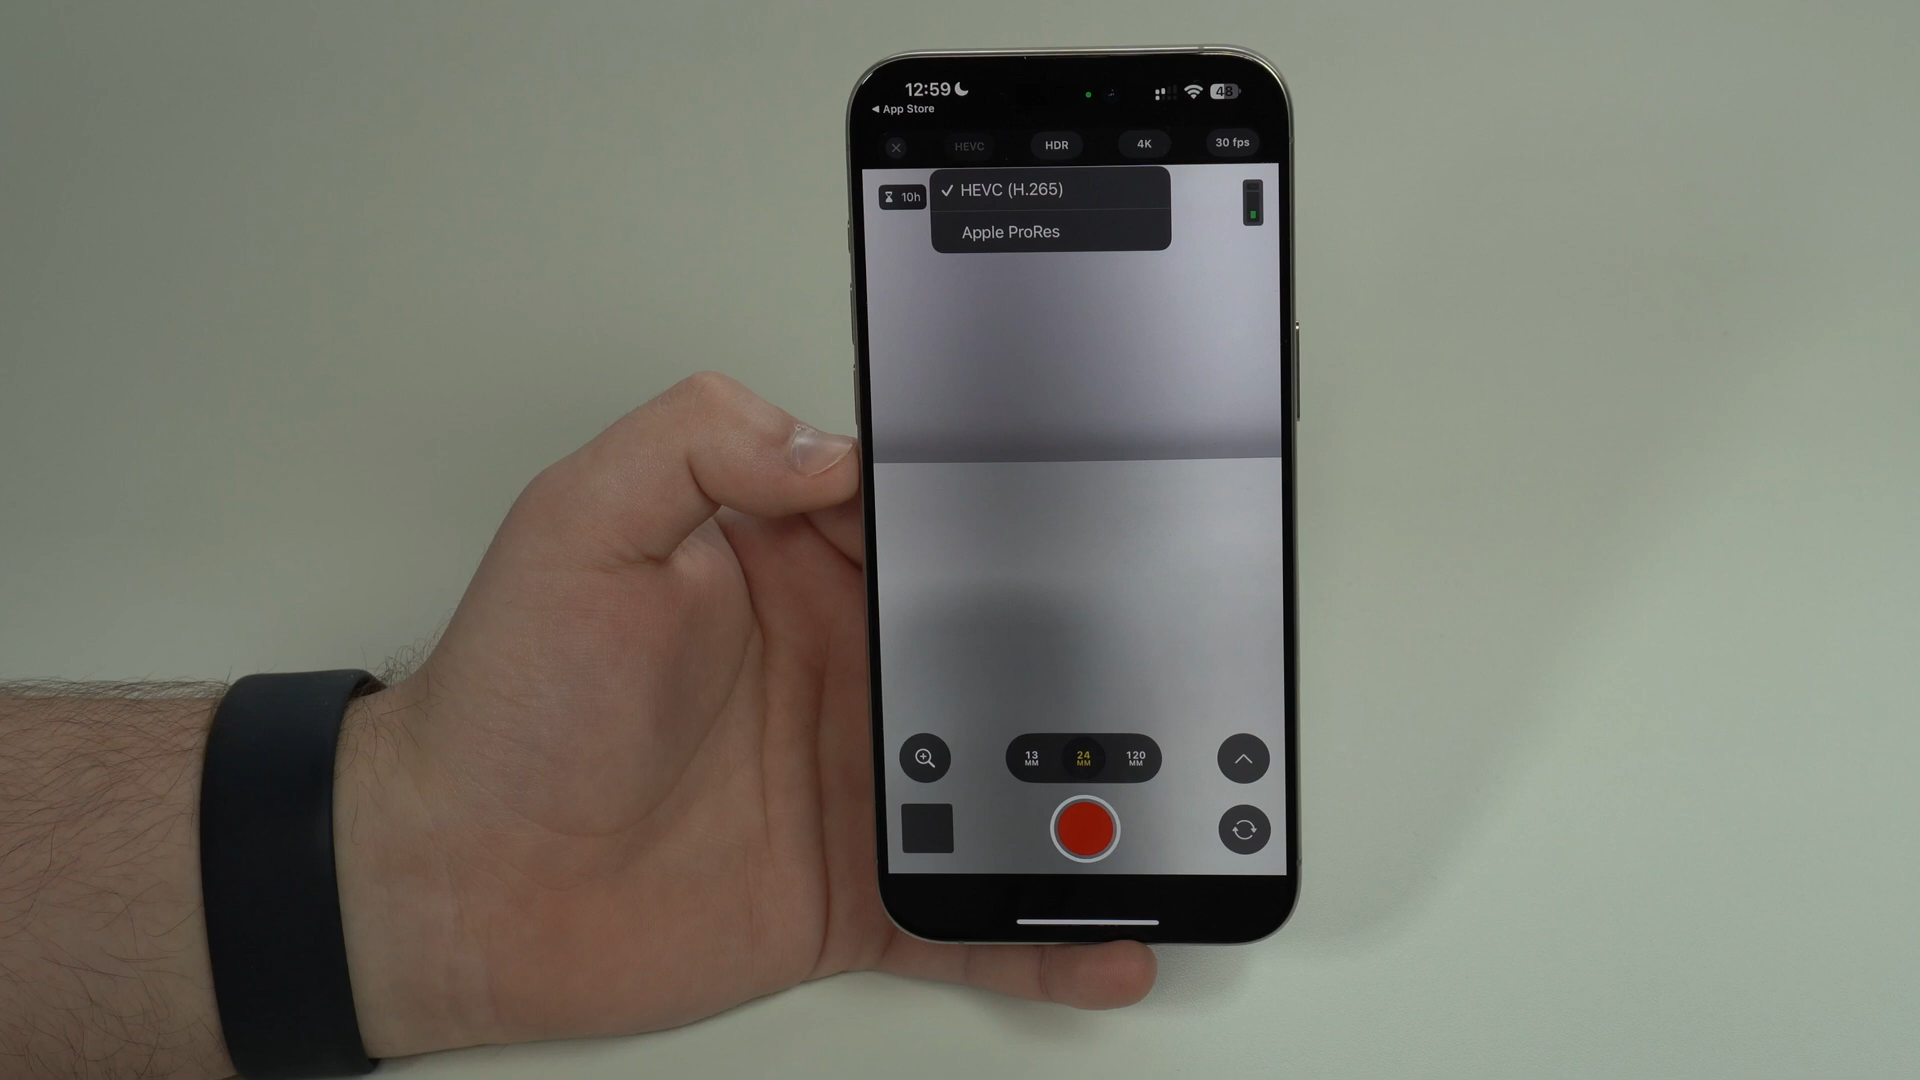 12:59
48
◀ App Store
HEVC
HDR
4K
30 fps
10h
✓ HEVC (H.265)
Apple ProRes
13 MM
24 MM
120 MM